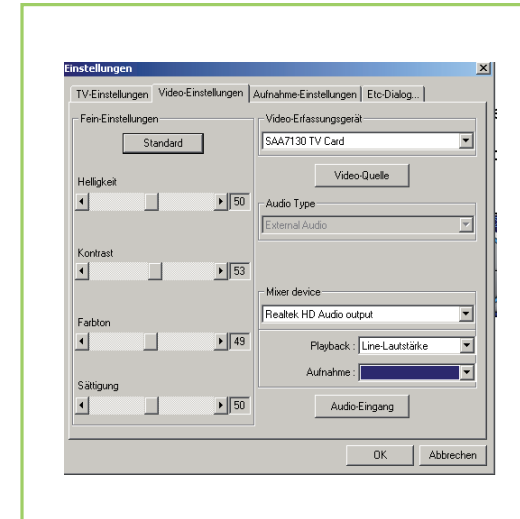 Einstellungen
TV-Einstellungen Video-Einstellungen Aufnahme-Einstellungen Etc-Dialog...
Fein-Einstellungen
Standard
Helligkeit
50
Kontrast
53
Farbton
49
Sättigung
50
Video-Erfassungsgerät
SAA7130 TV Card
Video-Quelle
Audio Type
External Audio
Mixer device
Realtek HD Audio output
Playback : Line-Lautstärke
Aufnahme :
Audio-Eingang
OK Abbrechen